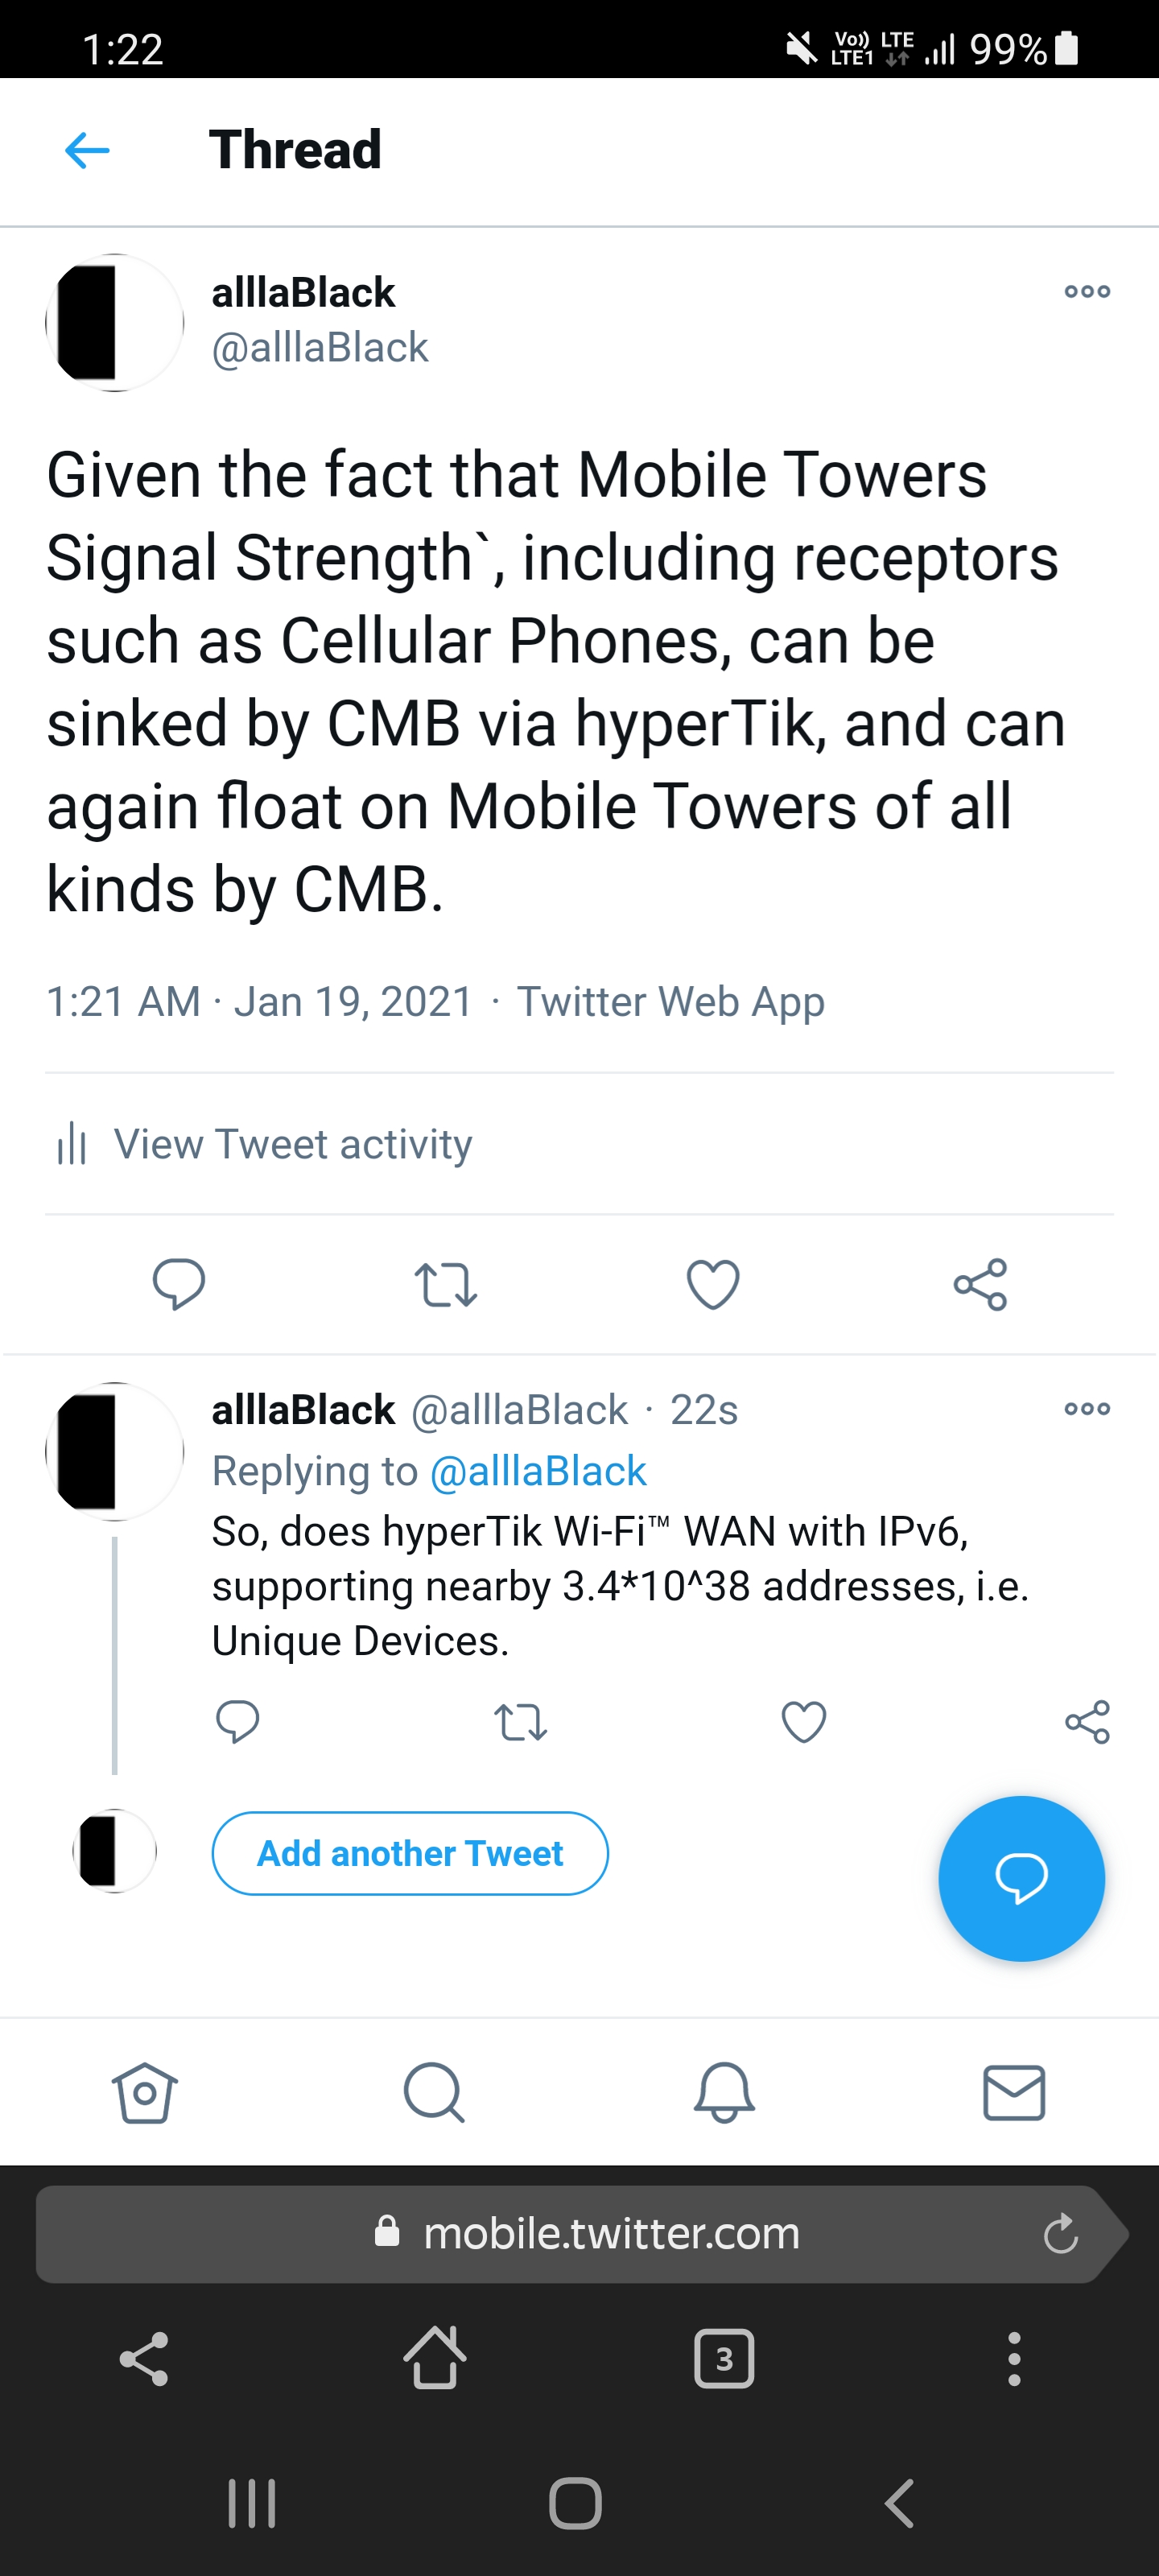 1:22
Vo)) LTE
LTE1
99%
Thread
alllaBlack
@alllaBlack
Given the fact that Mobile Towers
Signal Strength`, including receptors
such as Cellular Phones, can be
sinked by CMB via hyperTik, and can
again float on Mobile Towers of all
kinds by CMB.
1:21 AM · Jan 19, 2021 · Twitter Web App
View Tweet activity
alllaBlack @alllaBlack · 22s
Replying to @alllaBlack
So, does hyperTik Wi-Fi™ WAN with IPv6,
supporting nearby 3.4*10^38 addresses, i.e.
Unique Devices.
Add another Tweet
mobile.twitter.com
3